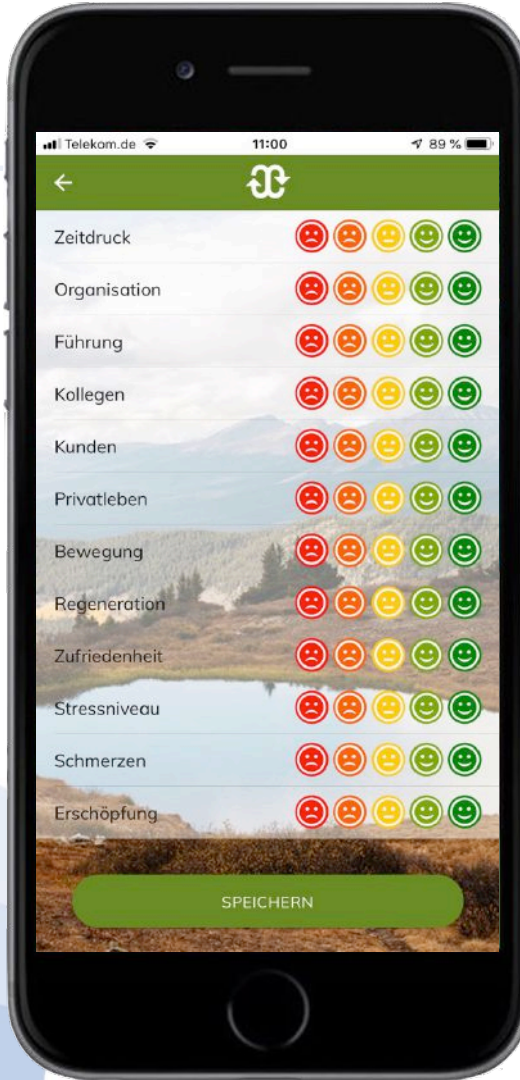 Telekom.de 11:00 89 %
Zeitdruck
Organisation
Führung
Kollegen
Kunden
Privatleben
Bewegung
Regeneration
Zufriedenheit
Stressniveau
Schmerzen
Erschöpfung
SPEICHERN